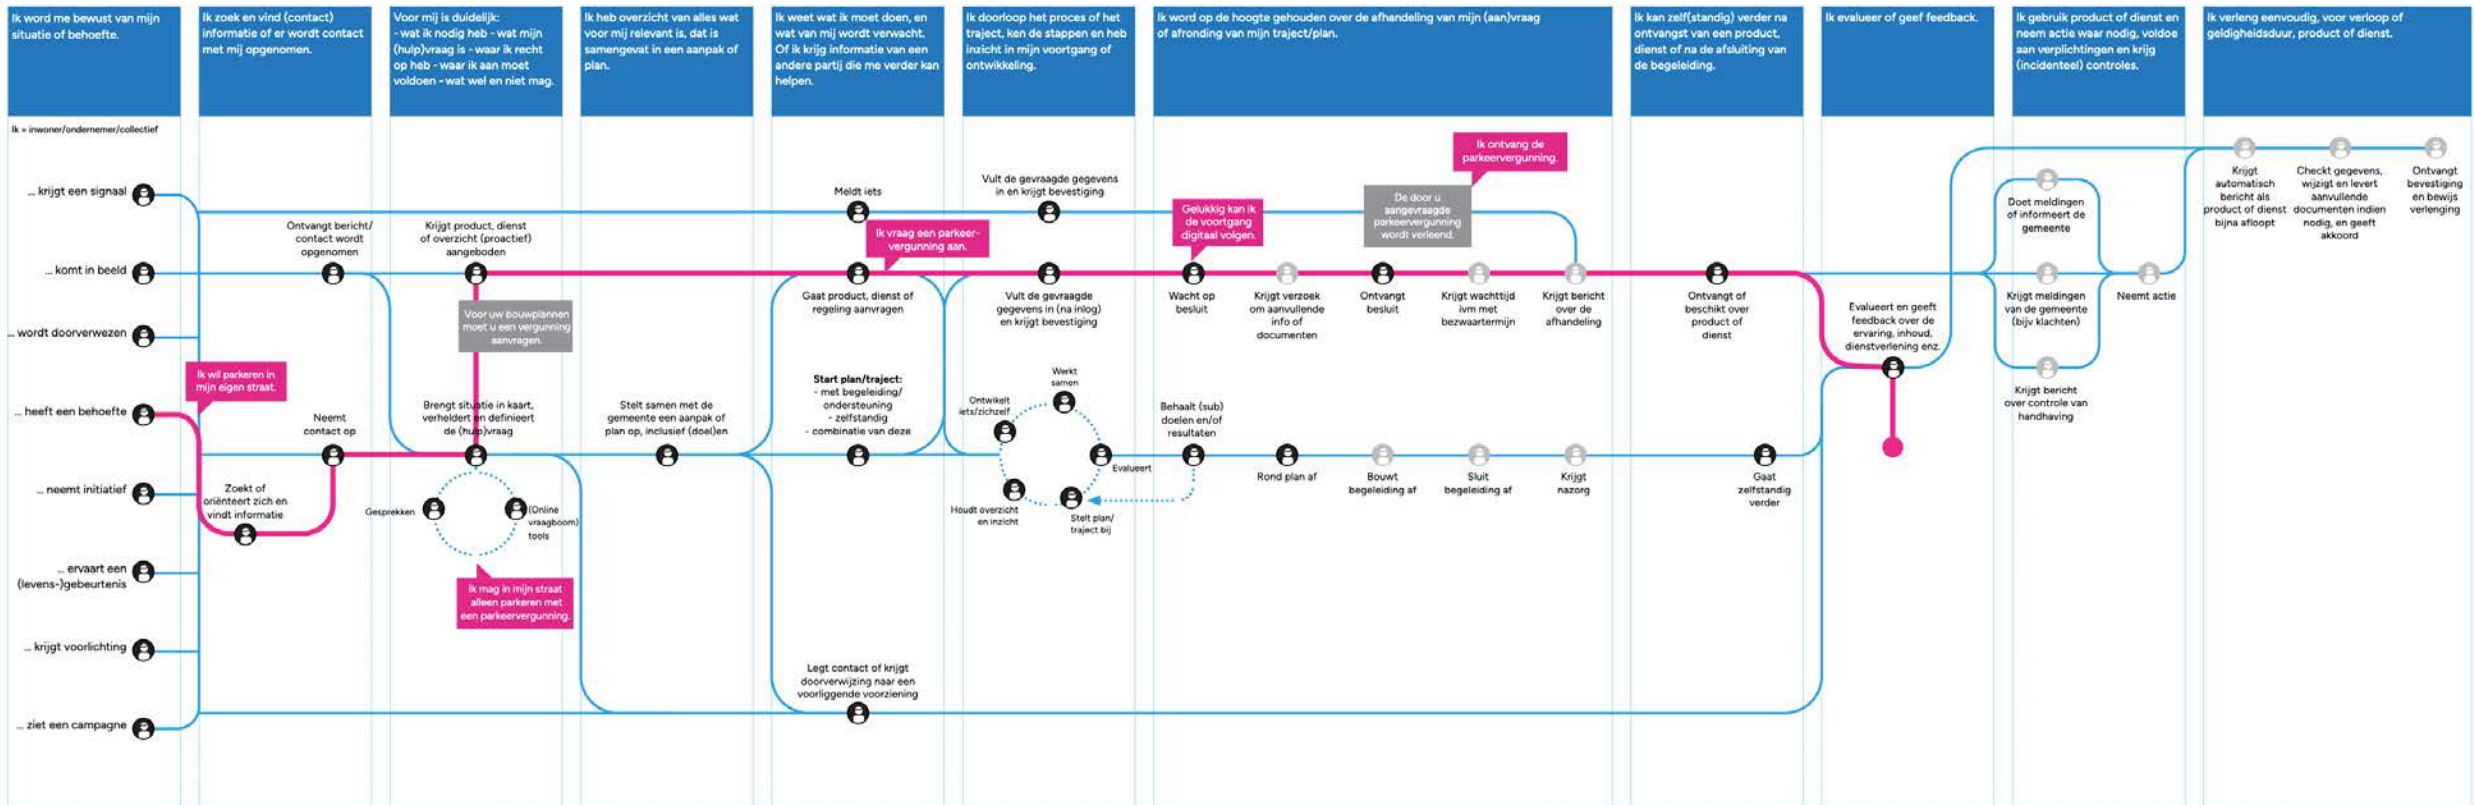 Ik word me bewust van mijn
situatie of behoefte.
Ik zoek en vind (contact)
informatie of er wordt contact
met mij opgenomen.
Voor mij is duidelijk:
- wat ik nodig heb - wat mijn
(hulp)vraag is - waar ik recht
op heb - waar ik aan moet
voldoen - wat wel en niet mag.
Ik heb overzicht van alles wat
voor mij relevant is, dat is
samengevat in een aanpak of
plan.
Ik weet wat ik moet doen, en
wat van mij wordt verwacht.
Of ik krijg informatie van een
andere partij die me verder kan
helpen.
Ik doorloop het proces of het
traject, ken de stappen en heb
inzicht in mijn voortgang of
ontwikkeling.
Ik word op de hoogte gehouden over de afhandeling van mijn (aan)vraag
of afronding van mijn traject/plan.
Ik kan zelf(standig) verder na
ontvangst van een product,
dienst of na de afsluiting van
de begeleiding.
Ik evalueer of geef feedback.
Ik gebruik product of dienst en
neem actie waar nodig, voldoe
aan verplichtingen en krijg
(incidenteel) controles.
Ik verleng eenvoudig, voor verloop of
geldigheidsduur, product of dienst.
Ik = inwoner/ondernemer/collectief
... krijgt een signaal
... komt in beeld
... wordt doorverwezen
... heeft een behoefte
... neemt initiatief
... ervaart een
(levens-)gebeurtenis
... krijgt voorlichting
... ziet een campagne
Ik wil parkeren in
mijn eigen straat.
Zoekt of
oriënteert zich en
vindt informatie
Ontvangt bericht/
contact wordt
opgenomen
Neemt
contact op
Krijgt product, dienst
of overzicht (proactief)
aangeboden
Voor uw bouwplannen
moet u een vergunning
aanvragen.
Brengt situatie in kaart,
verheldert en definieert
de (hulp)vraag
Gesprekken
(Online
vraagboom)
tools
Ik mag in mijn straat
alleen parkeren met
een parkeervergunning.
Stelt samen met de
gemeente een aanpak of
plan op, inclusief (doel)en
Meldt iets
Ik vraag een parkeer-
vergunning aan.
Gaat product, dienst of
regeling aanvragen
Start plan/traject:
- met begeleiding/
ondersteuning
- zelfstandig
- combinatie van deze
Legt contact of krijgt
doorverwijzing naar een
voorliggende voorziening
Vult de gevraagde gegevens
in en krijgt bevestiging
Vult de gevraagde
gegevens in (na inlog)
en krijgt bevestiging
Werkt
samen
Ontwikelt
iets/zichzelf
Evalueert
Houdt overzicht
en inzicht
Stelt plan/
traject bij
Gelukkig kan ik
de voortgang
digitaal volgen.
Wacht op
besluit
Krijgt verzoek
om aanvullende
info of
documenten
De door u
aangevraagde
parkeervergunning
wordt verleend.
Ik ontvang de
parkeervergunning.
Ontvangt
besluit
Krijgt wachttijd
ivm met
bezwaartermijn
Krijgt bericht
over de
afhandeling
Behaalt (sub)
doelen en/of
resultaten
Rond plan af
Bouwt
begeleiding af
Sluit
begeleiding af
Krijgt
nazorg
Ontvangt of
beschikt over
product of
dienst
Gaat
zelfstandig
verder
Evalueert en geeft
feedback over de
ervaring, inhoud,
dienstverlening enz.
Doet meldingen
of informeert de
gemeente
Krijgt meldingen
van de gemeente
(bijv klachten)
Krijgt bericht
over controle van
handhaving
Neemt actie
Krijgt
automatisch
bericht als
product of dienst
bijna afloopt
Checkt gegevens,
wijzigt en levert
aanvullende
documenten indien
nodig, en geeft
akkoord
Ontvangt
bevestiging
en bewijs
verlenging